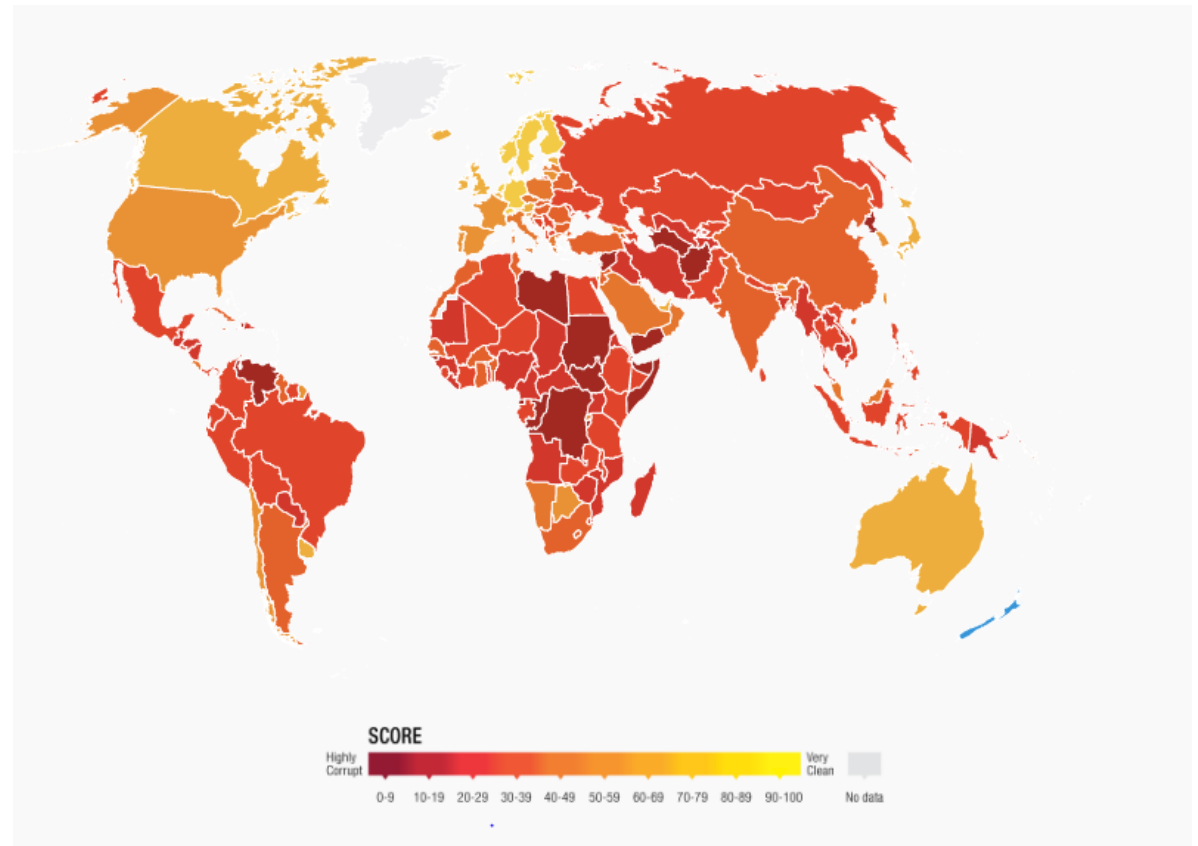 SCORE
Highly
Corrupt
Very
Clean
0-9 10-19 20-29 30-39 40-49 50-59 60-69 70-79 80-89 90-100 No data